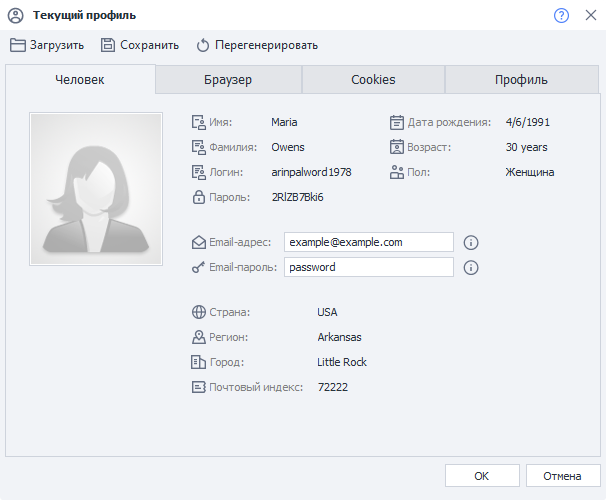 Текущий профиль
Загрузить Сохранить Перегенерировать
Человек Браузер Cookies Профиль
Имя: Maria Дата рождения: 4/6/1991
Фамилия: Owens Возраст: 30 years
Логин: arinpalword1978 Пол: Женщина
Пароль: 2RlZB7Bki6
Email-адрес: example@example.com
Email-пароль: password
Страна: USA
Регион: Arkansas
Город: Little Rock
Почтовый индекс: 72222
OK Отмена